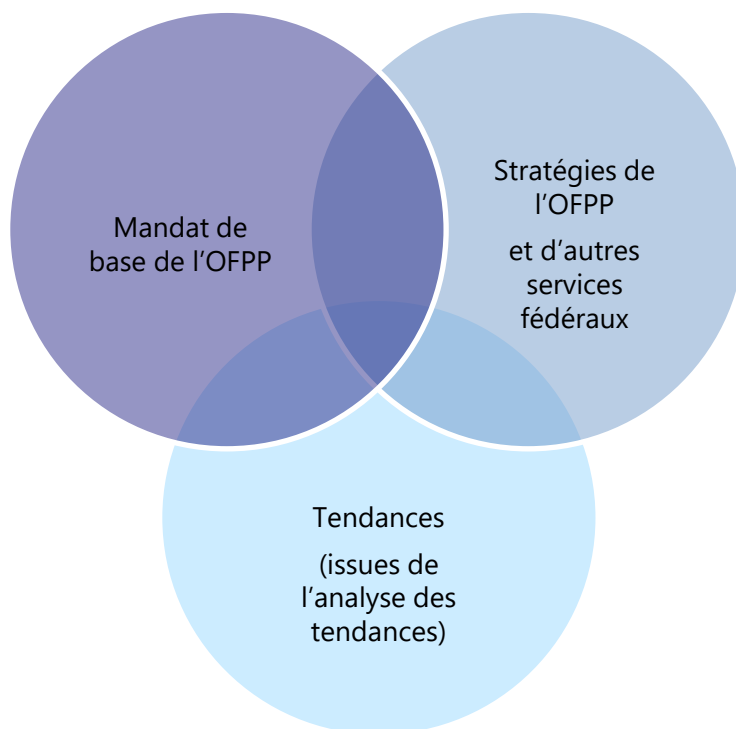 Mandat de
base de l’OFPP
Stratégies de
l’OFPP
et d’autres
services
fédéraux
Tendances
(issues de
l’analyse des
tendances)